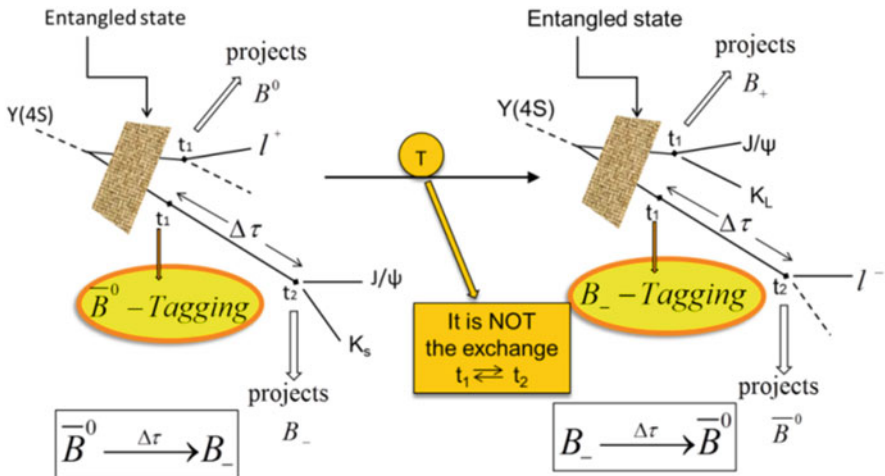 Entangled state
projects
B⁰
Υ(4S)
t₁
l⁺
t₁
Δτ
B̅⁰ – Tagging
t₂
J/ψ
Kₛ
projects
B₋
B̅⁰ Δτ → B₋
T
It is NOT
the exchange
t₁ ⇄ t₂
Entangled state
projects
B₊
Υ(4S)
t₁
J/ψ
K_L
t₁
Δτ
B₋ – Tagging
t₂
l⁻
projects
B̅⁰
B₋ Δτ → B̅⁰